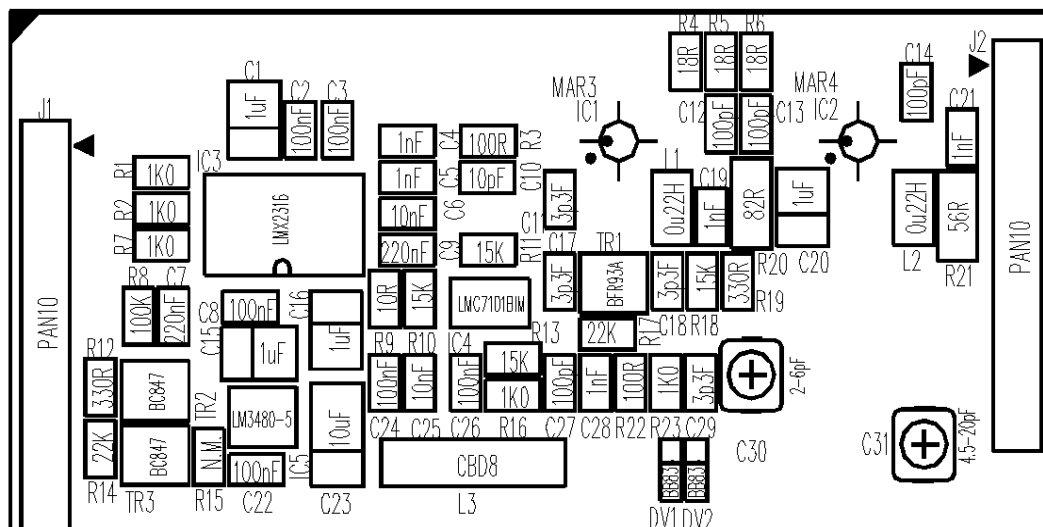 R4
R5
R6
18R
18R
18R
J2
C14
C1
C2
C3
1uF
100nF
100nF
MAR3
IC1
MAR4
IC2
C12
C13
100pF
100pF
100pF
C21
1nF
J1
PAN10
1nF
C4
100R
R3
1nF
C5
10pF
C10
R1
1K0
R2
1K0
R7
1K0
IC3
LMX2316
10nF
C6
220nF
C9
15K
R11
3p3F
C11
L1
0u22H
C19
1nF
82R
1uF
0u22H
56R
PAN10
C17
TR1
R20
C20
L2
R21
R8
C7
100K
220nF
C8
100nF
C16
10R
15K
LMC71D1BIM
3p3F
BFR93A
3p3F
15K
330R
R19
C15
1uF
1uF
R9
R10
IC4
R13
22K
R17
C18
R18
R12
330R
BC847
TR2
LM3480-5
100nF
10nF
100nF
15K
1K0
100pF
1nF
100R
1K0
3p3F
2-6pF
22K
BC847
N.M.
10uF
C24
C25
C26
R16
C27
C28
R22
R23
C29
C30
C31
4.5-20pF
R14
TR3
R15
100nF
C22
IC5
C23
CBD8
L3
BB83
BB83
DV1
DV2